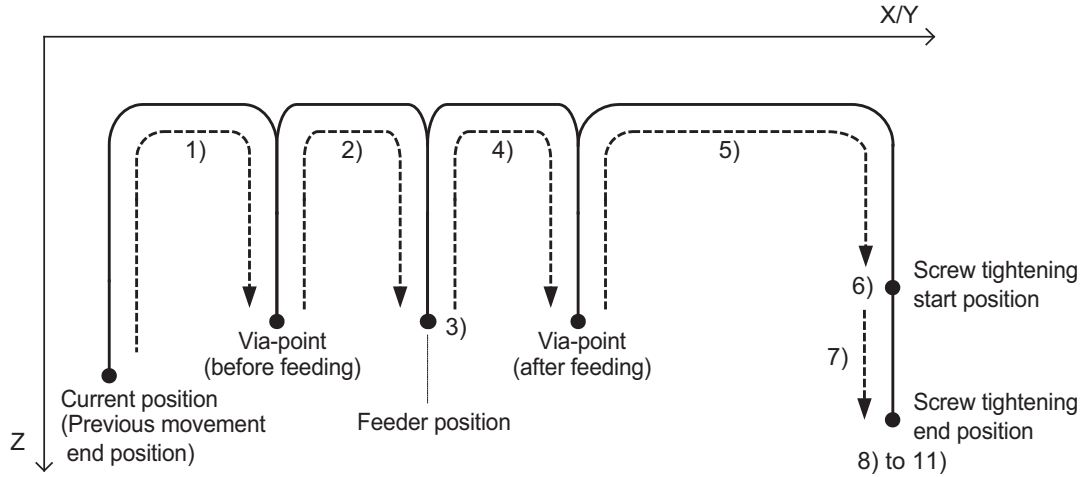 X/Y
1)
2)
4)
5)
6)
Screw tightening
start position
3)
Via-point
(before feeding)
Via-point
(after feeding)
7)
Current position
(Previous movement
end position)
Feeder position
Screw tightening
end position
Z
8) to 11)